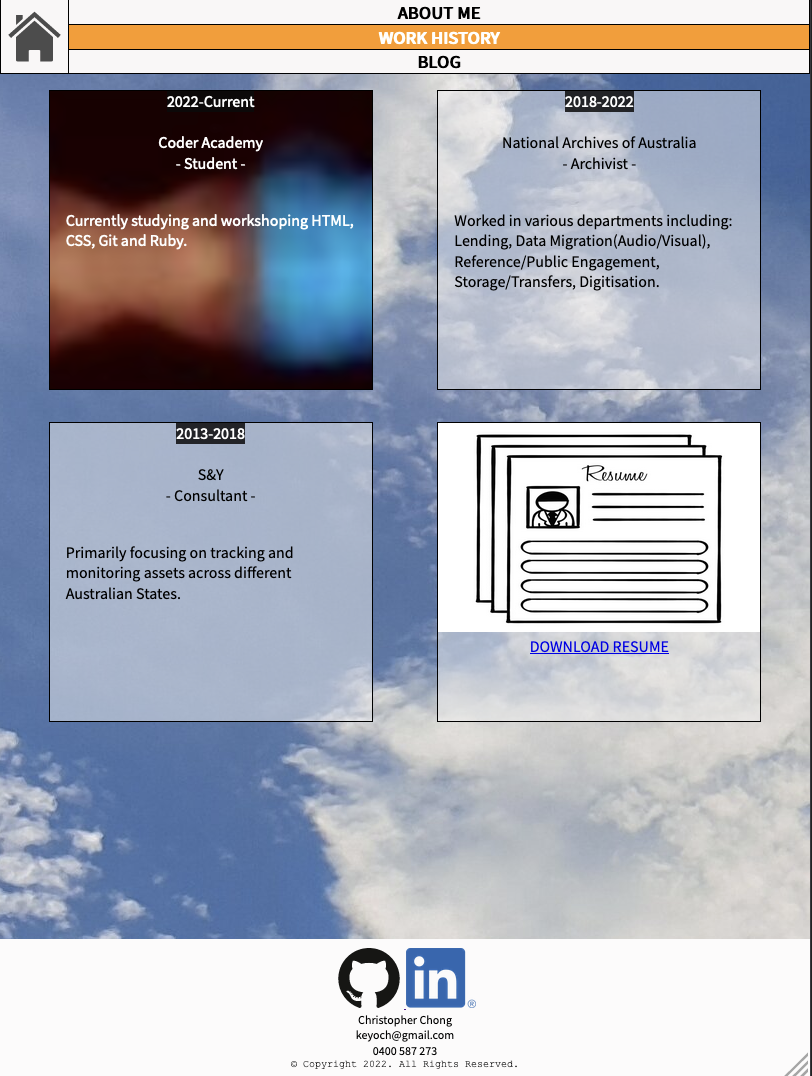 ABOUT ME
WORK HISTORY
BLOG
2022-Current
Coder Academy
- Student -
Currently studying and workshoping HTML,
CSS, Git and Ruby.
2018-2022
National Archives of Australia
- Archivist -
Worked in various departments including:
Lending, Data Migration(Audio/Visual),
Reference/Public Engagement,
Storage/Transfers, Digitisation.
2013-2018
S&Y
- Consultant -
Primarily focusing on tracking and
monitoring assets across different
Australian States.
Resume
DOWNLOAD RESUME
in ®
Christopher Chong
keyoch@gmail.com
0400 587 273
© Copyright 2022. All Rights Reserved.